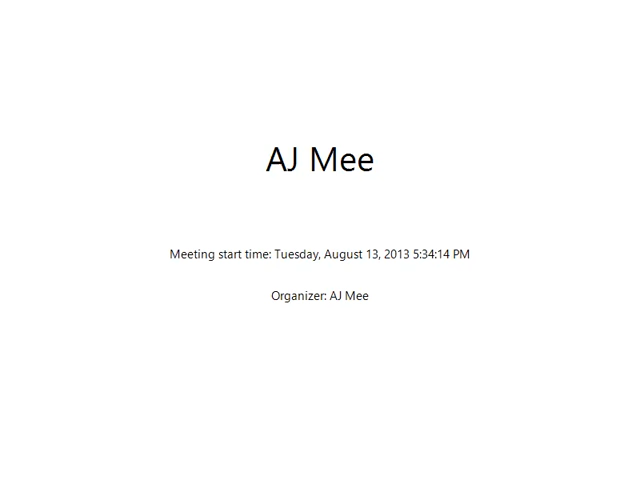 AJ Mee
Meeting start time: Tuesday, August 13, 2013 5:34:14 PM
Organizer: AJ Mee